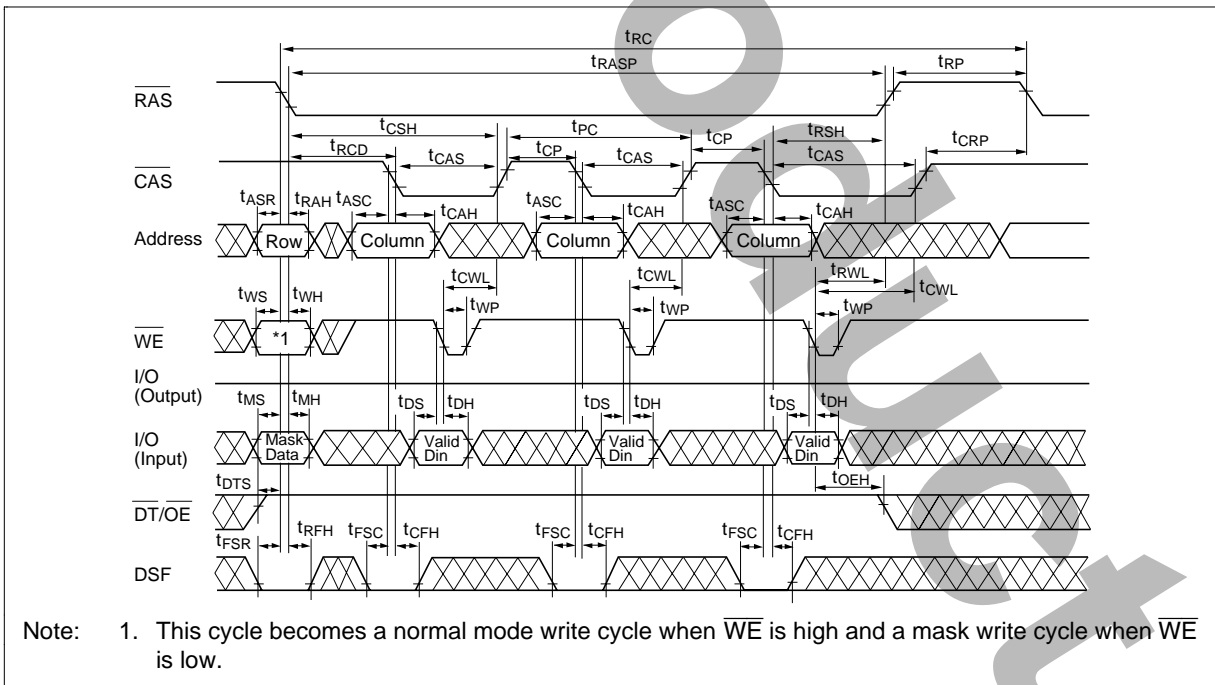 tRC
tRASP tRP
RAS
tCSH tPC tCP tRSH tCRP
tRCD tCAS tCP tCAS tCAS
CAS
tASR tRAH tASC tCAH tASC tCAH tASC tCAH
Address Row Column Column Column
tCWL tCWL tRWL tCWL
tWS tWH tWP tWP tWP
WE *1
I/O
(Output)
tMS tMH tDS tDH tDS tDH tDS tDH
I/O
(Input)
Mask
Data
Valid
Din
Valid
Din
Valid
Din
tDTS tOEH
DT/OE
tFSR tRFH tFSC tCFH tFSC tCFH tFSC tCFH
DSF
Note: 1. This cycle becomes a normal mode write cycle when WE is high and a mask write cycle when WE
is low.
oduct